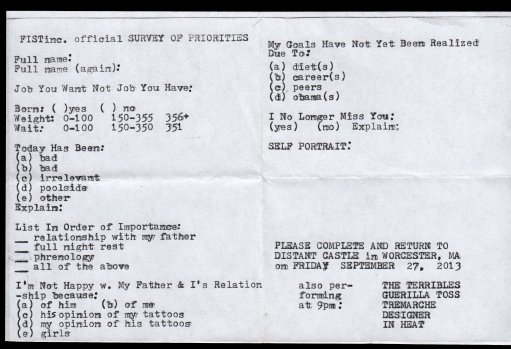 FISTinc. official SURVEY OF PRIORITIES
Full name:
Full name (again):
Job You Want Not Job You Have:
Born: ( )yes ( ) no
Weight: 0-100 150-355 356+
Wait: 0-100 150-350 351
Today Has Been:
(a) bad
(b) bad
(c) irrelevant
(d) poolside
(e) other
Explain:
List In Order of Importance:
__ relationship with my father
__ full night rest
__ phrenology
__ all of the above
I'm Not Happy w. My Father & I's Relation
-ship because:
(a) of him (b) of me
(c) his opinion of my tattoos
(d) my opinion of his tattoos
(e) girls
My Goals Have Not Yet Been Realized
Due To:
(a) diet(s)
(b) career(s)
(c) peers
(d) obama(s)
I No Longer Miss You:
(yes) (no) Explain:
SELF PORTRAIT:
PLEASE COMPLETE AND RETURN TO
DISTANT CASTLE in WORCESTER, MA
on FRIDAY SEPTEMBER 27, 2013
also per- THE TERRIBLES
forming GUERILLA TOSS
at 9pm: TREMARCHE
DESIGNER
IN HEAT